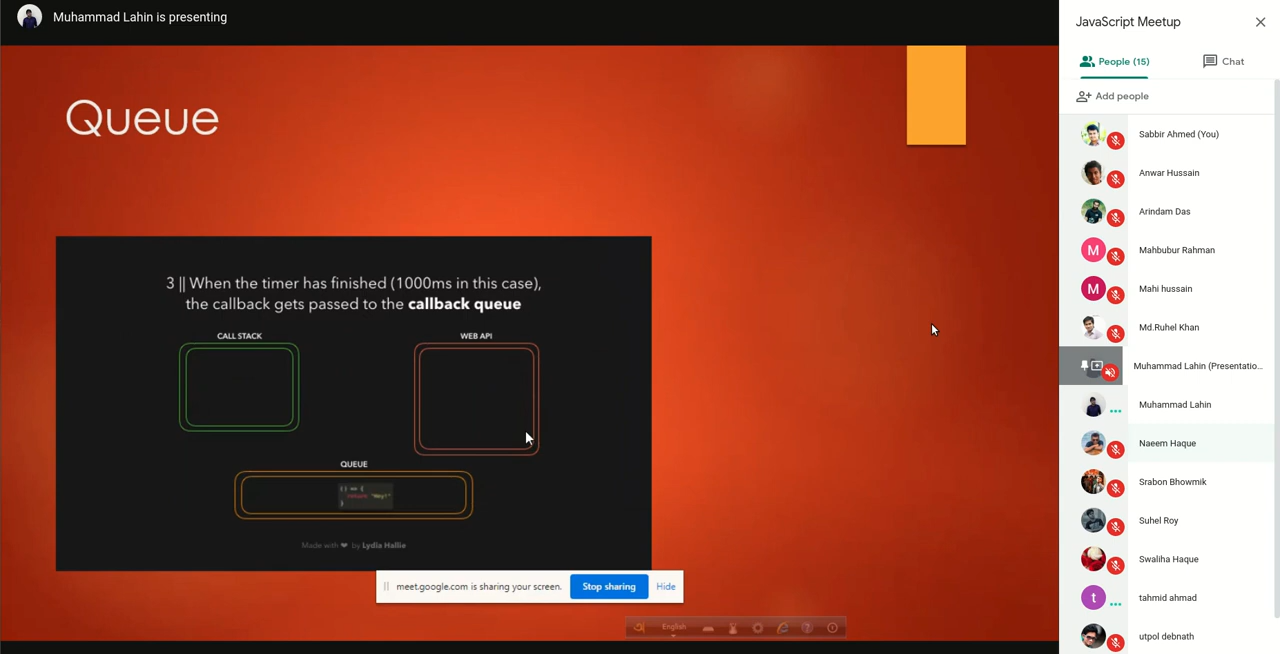 Muhammad Lahin is presenting
Queue
3 || When the timer has finished (1000ms in this case),
the callback gets passed to the callback queue
CALL STACK
WEB API
QUEUE
() => {
return "Hey!"
}
Made with ❤ by Lydia Hallie
meet.google.com is sharing your screen.
Stop sharing
Hide
English
JavaScript Meetup
People (15)
Chat
Add people
Sabbir Ahmed (You)
Anwar Hussain
Arindam Das
M
Mahbubur Rahman
M
Mahi hussain
Md.Ruhel Khan
Muhammad Lahin (Presentatio...
Muhammad Lahin
Naeem Haque
Srabon Bhowmik
Suhel Roy
Swaliha Haque
t
tahmid ahmad
utpol debnath